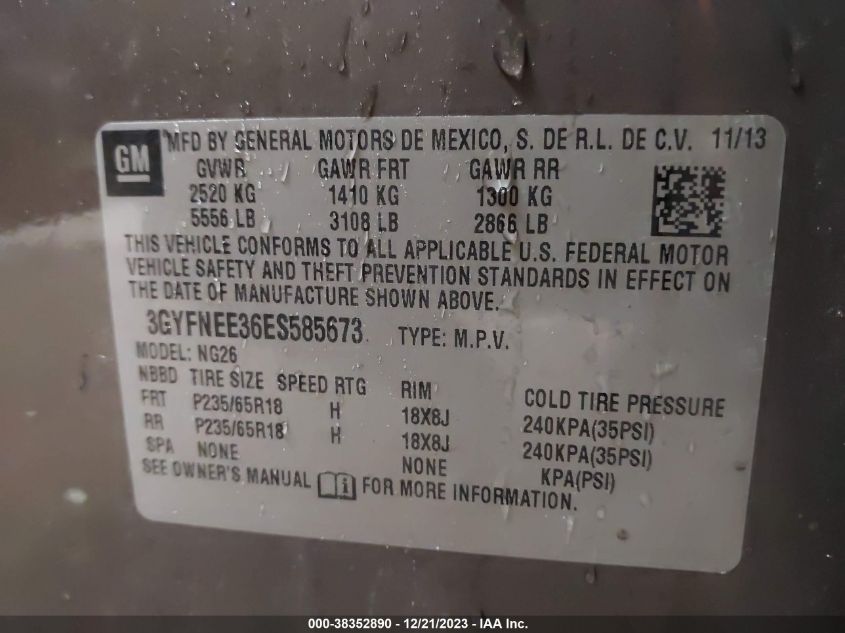 GM
MFD BY GENERAL MOTORS DE MEXICO, S. DE R.L. DE C.V. 11/13
GVWR GAWR FRT GAWR RR
2520 KG 1410 KG 1300 KG
5556 LB 3108 LB 2866 LB
THIS VEHICLE CONFORMS TO ALL APPLICABLE U.S. FEDERAL MOTOR
VEHICLE SAFETY AND THEFT PREVENTION STANDARDS IN EFFECT ON
THE DATE OF MANUFACTURE SHOWN ABOVE.
3GYFNEE36ES585673 TYPE: M.P.V.
MODEL: NG26
NBBD TIRE SIZE SPEED RTG RIM COLD TIRE PRESSURE
FRT P235/65R18 H 18X8J 240KPA(35PSI)
RR P235/65R18 H 18X8J 240KPA(35PSI)
SPA NONE NONE KPA(PSI)
SEE OWNER'S MANUAL FOR MORE INFORMATION.
000-38352890 - 12/21/2023 - IAA Inc.